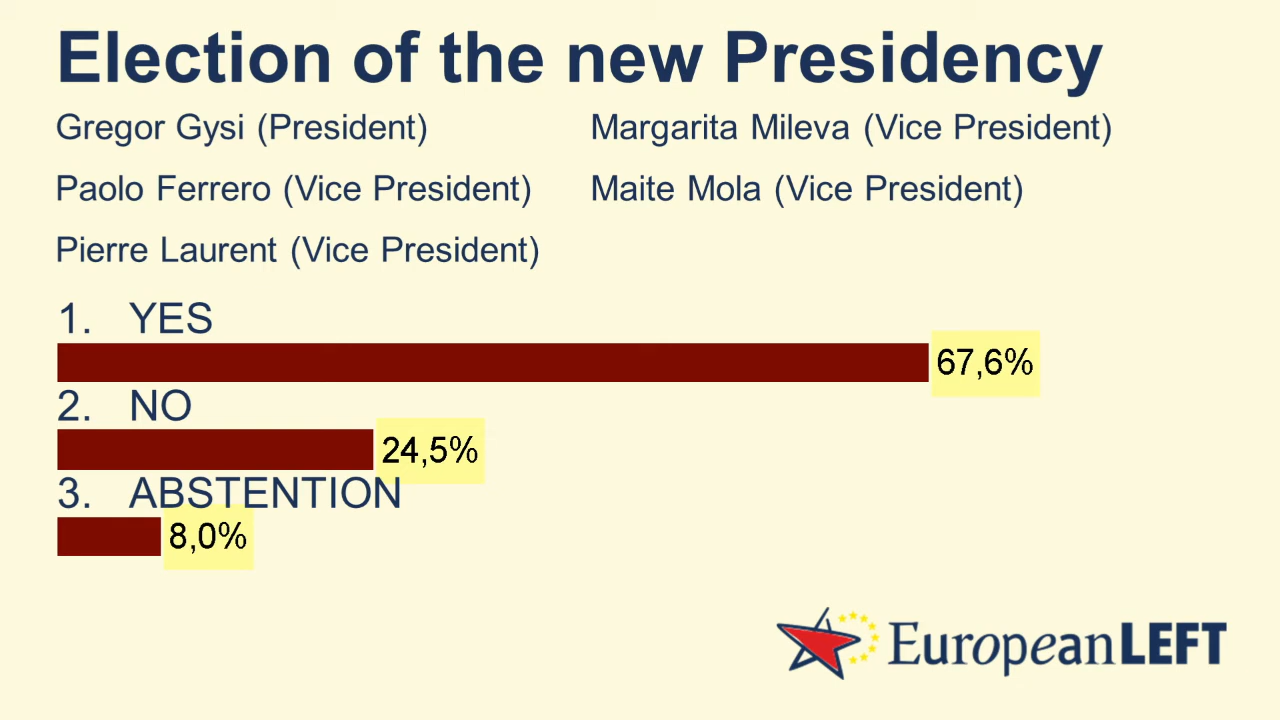 Election of the new Presidency
Gregor Gysi (President)
Paolo Ferrero (Vice President)
Pierre Laurent (Vice President)
Margarita Mileva (Vice President)
Maite Mola (Vice President)
1. YES
67,6%
2. NO
24,5%
3. ABSTENTION
8,0%
EuropeanLEFT